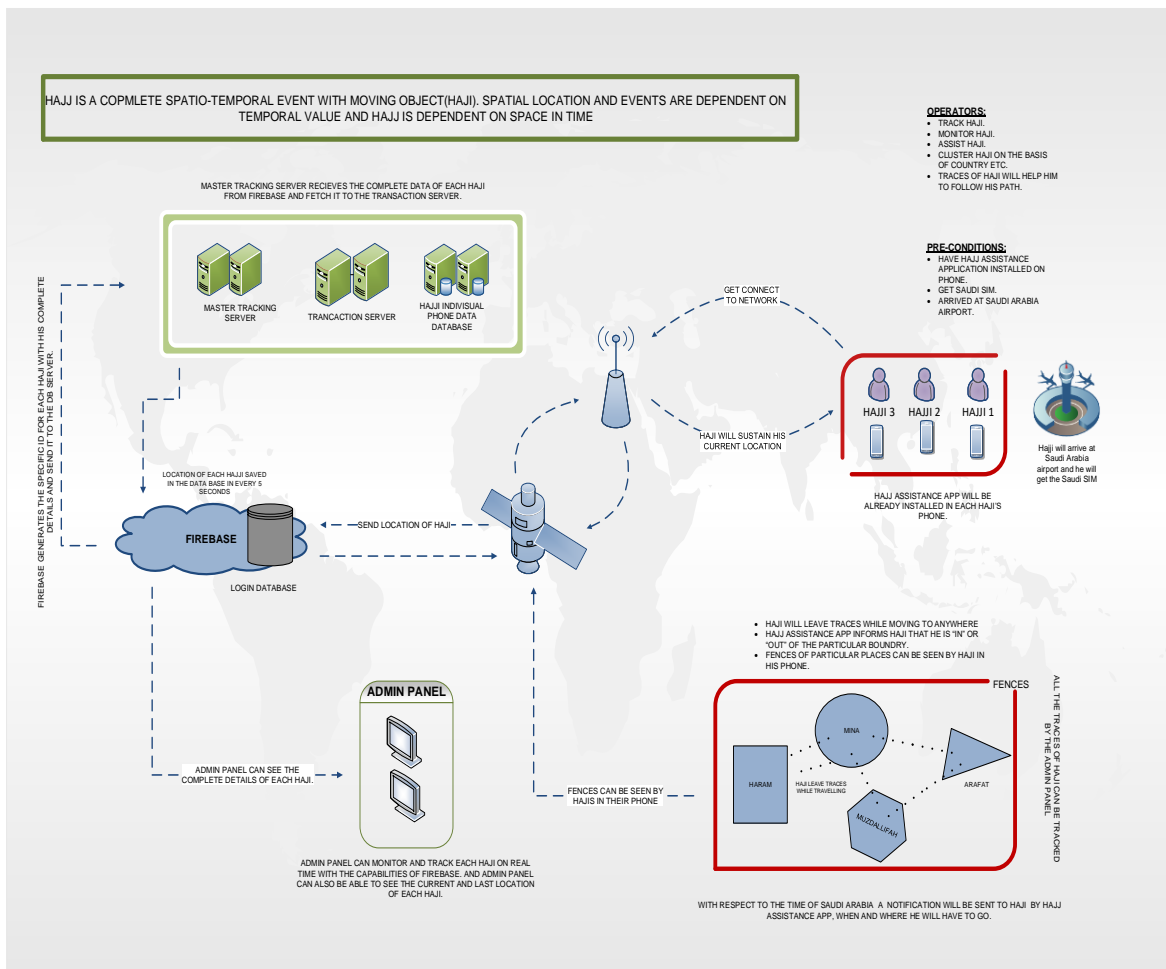 HAJJ IS A COPMLETE SPATIO-TEMPORAL EVENT WITH MOVING OBJECT(HAJI). SPATIAL LOCATION AND EVENTS ARE DEPENDENT ON
TEMPORAL VALUE AND HAJJ IS DEPENDENT ON SPACE IN TIME
OPERATORS:
• TRACK HAJI.
• MONITOR HAJI.
• ASSIST HAJI.
• CLUSTER HAJI ON THE BASIS
OF COUNTRY ETC.
• TRACES OF HAJI WILL HELP HIM
TO FOLLOW HIS PATH.
MASTER TRACKING SERVER RECIEVES THE COMPLETE DATA OF EACH HAJI
FROM FIREBASE AND FETCH IT TO THE TRANSACTION SERVER.
MASTER TRACKING
SERVER
TRANCACTION SERVER
HAJJI INDIVISUAL
PHONE DATA
DATABASE
PRE-CONDITIONS:
• HAVE HAJJ ASSISTANCE
APPLICATION INSTALLED ON
PHONE.
• GET SAUDI SIM.
• ARRIVED AT SAUDI ARABIA
AIRPORT.
FIREBASE GENERATES THE SPECIFIC ID FOR EACH HAJI WITH HIS COMPLETE
DETAILS AND SEND IT TO THE DB SERVER.
GET CONNECT
TO NETWORK
HAJI WILL SUSTAIN HIS
CURRENT LOCATION
HAJJI 3
HAJJI 2
HAJJI 1
Hajji will arrive at
Saudi Arabia
airport and he will
get the Saudi SIM
HAJJ ASSISTANCE APP WILL BE
ALREADY INSTALLED IN EACH HAJI'S
PHONE.
LOCATION OF EACH HAJJI SAVED
IN THE DATA BASE IN EVERY 5
SECONDS
FIREBASE
LOGIN DATABASE
SEND LOCATION OF HAJI
• HAJI WILL LEAVE TRACES WHILE MOVING TO ANYWHERE
• HAJJ ASSISTANCE APP INFORMS HAJI THAT HE IS “IN” OR
“OUT” OF THE PARTICULAR BOUNDRY.
• FENCES OF PARTICULAR PLACES CAN BE SEEN BY HAJI IN
HIS PHONE.
FENCES
MINA
HARAM
HAJI LEAVE TRACES
WHILE TRAVELLING
ARAFAT
MUZDALLIFAH
ALL THE TRACES OF HAJI CAN BE TRACKED
BY THE ADMIN PANEL
ADMIN PANEL
ADMIN PANEL CAN SEE THE
COMPLETE DETAILS OF EACH HAJI.
FENCES CAN BE SEEN BY
HAJIS IN THEIR PHONE
ADMIN PANEL CAN MONITOR AND TRACK EACH HAJI ON REAL
TIME WITH THE CAPABILITIES OF FIREBASE. AND ADMIN PANEL
CAN ALSO BE ABLE TO SEE THE CURRENT AND LAST LOCATION
OF EACH HAJI.
WITH RESPECT TO THE TIME OF SAUDI ARABIA A NOTIFICATION WILL BE SENT TO HAJI BY HAJJ
ASSISTANCE APP, WHEN AND WHERE HE WILL HAVE TO GO.